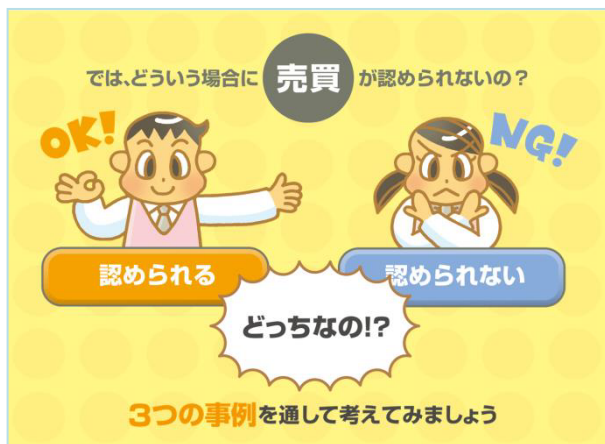 では、どういう場合に 売買 が認められないの？
OK!
NG!
認められる
認められない
どっちなの!?
3つの事例を通して考えてみましょう